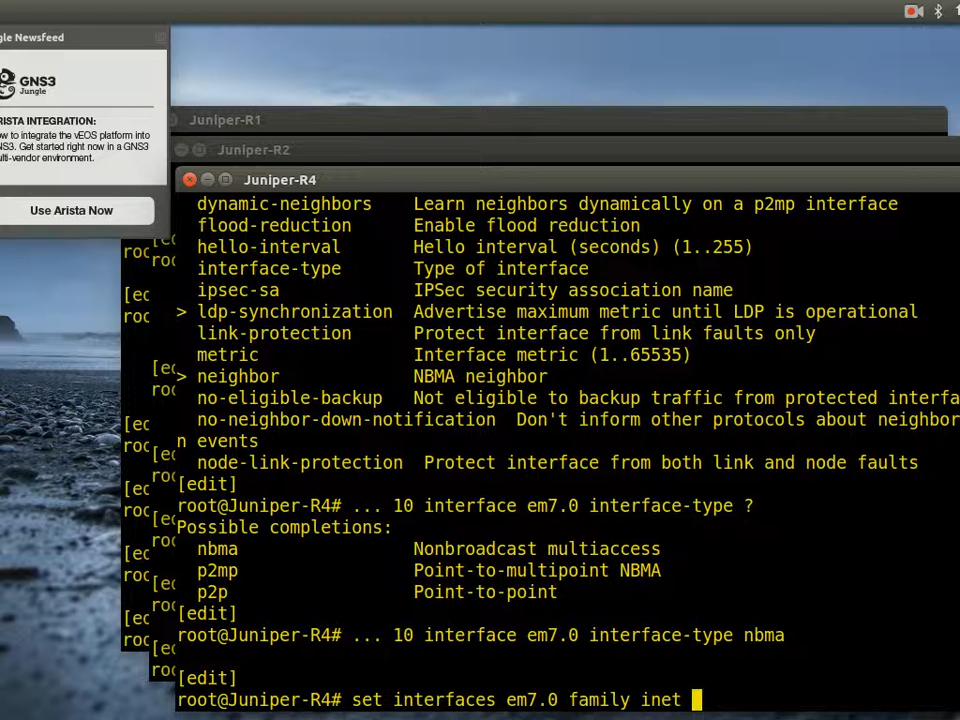 gle Newsfeed
GNS3
Jungle
RISTA INTEGRATION:
ow to integrate the vEOS platform into
NS3. Get started right now in a GNS3
ulti-vendor environment.
Use Arista Now
Juniper-R1
Juniper-R2
Juniper-R4
dynamic-neighbors Learn neighbors dynamically on a p2mp interface
flood-reduction Enable flood reduction
hello-interval Hello interval (seconds) (1..255)
interface-type Type of interface
ipsec-sa IPSec security association name
> ldp-synchronization Advertise maximum metric until LDP is operational
link-protection Protect interface from link faults only
metric Interface metric (1..65535)
> neighbor NBMA neighbor
no-eligible-backup Not eligible to backup traffic from protected interfa
no-neighbor-down-notification Don't inform other protocols about neighbor
n events
node-link-protection Protect interface from both link and node faults
[edit]
root@Juniper-R4# ... 10 interface em7.0 interface-type ?
Possible completions:
nbma Nonbroadcast multiaccess
p2mp Point-to-multipoint NBMA
p2p Point-to-point
[edit]
root@Juniper-R4# ... 10 interface em7.0 interface-type nbma
[edit]
root@Juniper-R4# set interfaces em7.0 family inet